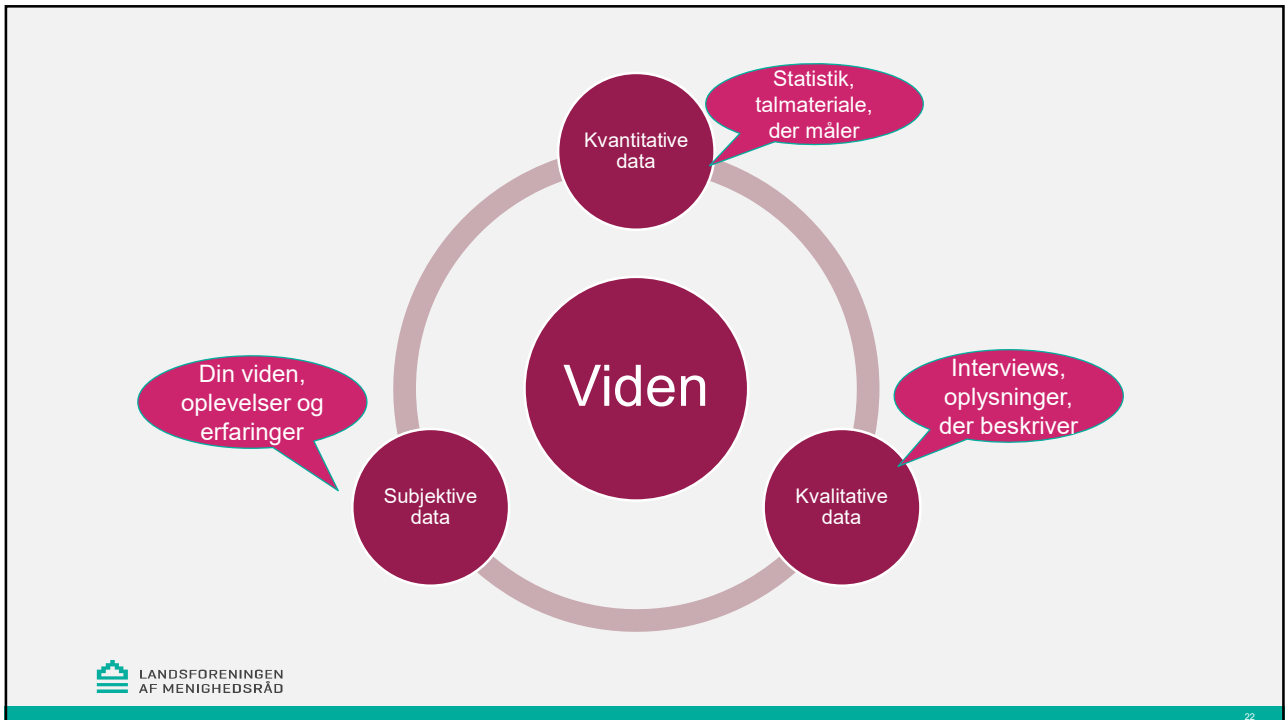 Statistik,
talmateriale,
der måler
Kvantitative
data
Viden
Din viden,
oplevelser og
erfaringer
Interviews,
oplysninger,
der beskriver
Subjektive
data
Kvalitative
data
LANDSFORENINGEN
AF MENIGHEDSRÅD
22